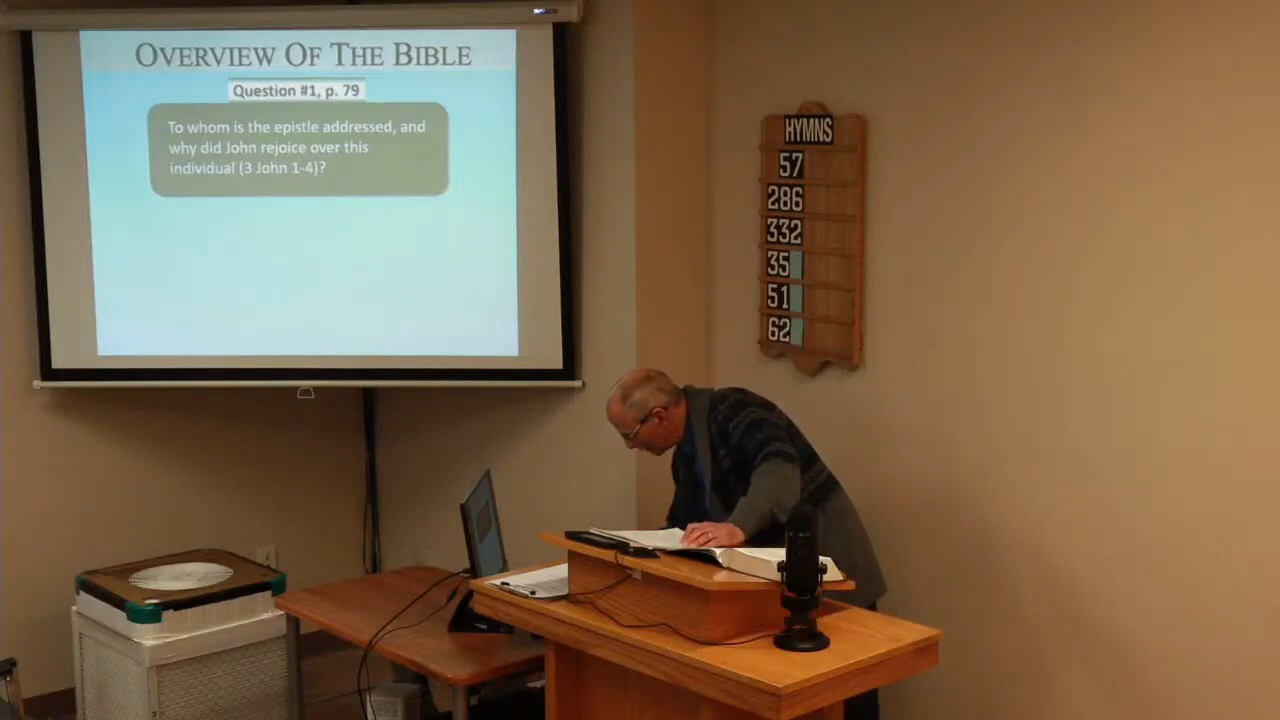 OVERVIEW OF THE BIBLE
Question #1, p. 79
To whom is the epistle addressed, and
why did John rejoice over this
individual (3 John 1-4)?
HYMNS
57
286
332
35
51
62